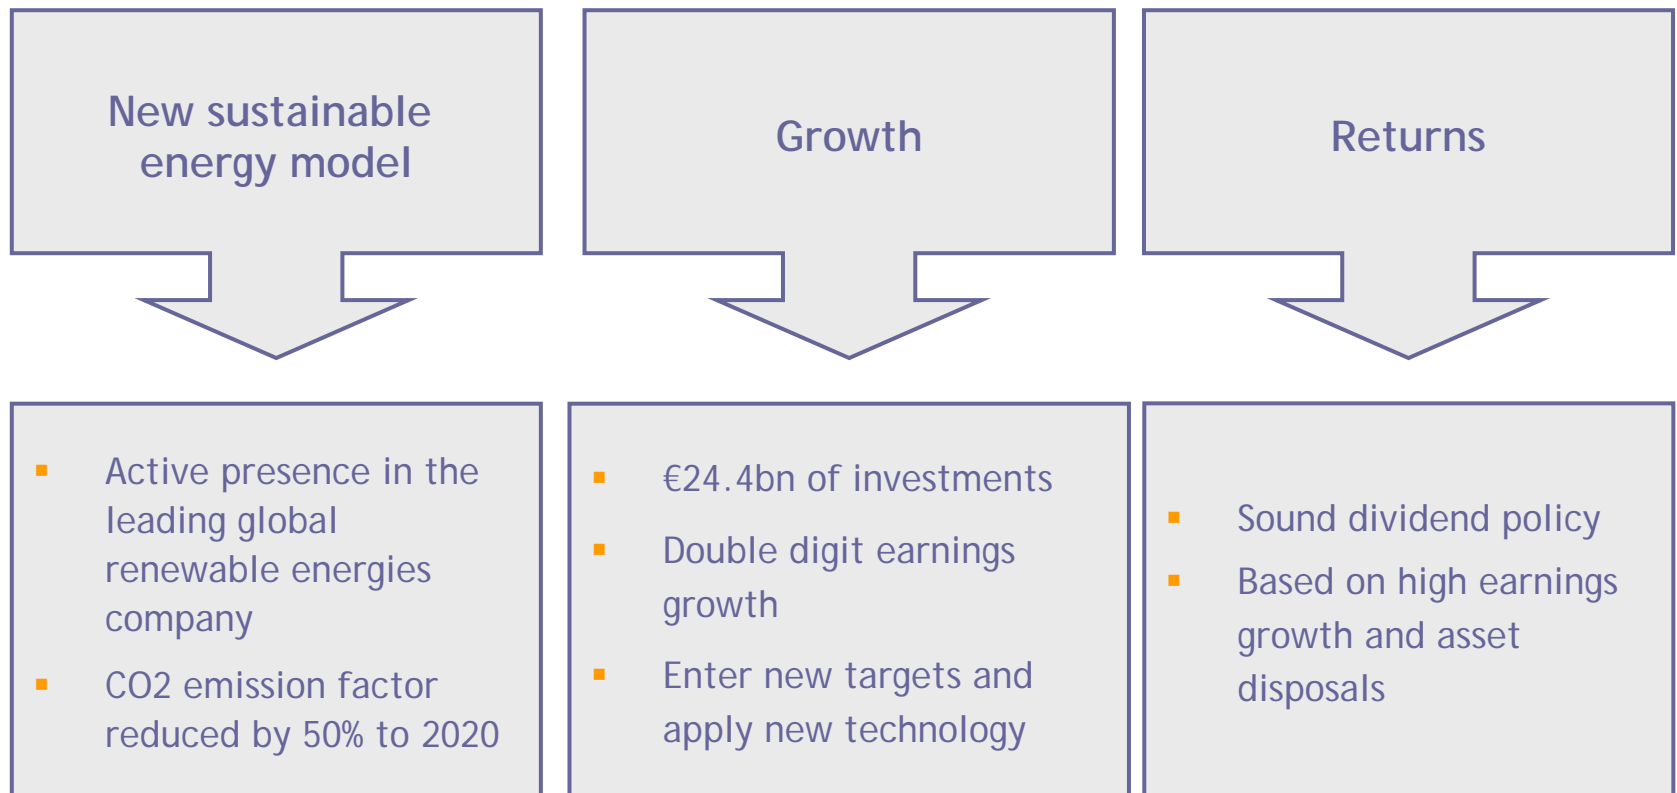 New sustainable
energy model
Growth
Returns
▪ Active presence in the
leading global
renewable energies
company
▪ CO2 emission factor
reduced by 50% to 2020
▪ €24.4bn of investments
▪ Double digit earnings
growth
▪ Enter new targets and
apply new technology
▪ Sound dividend policy
▪ Based on high earnings
growth and asset
disposals